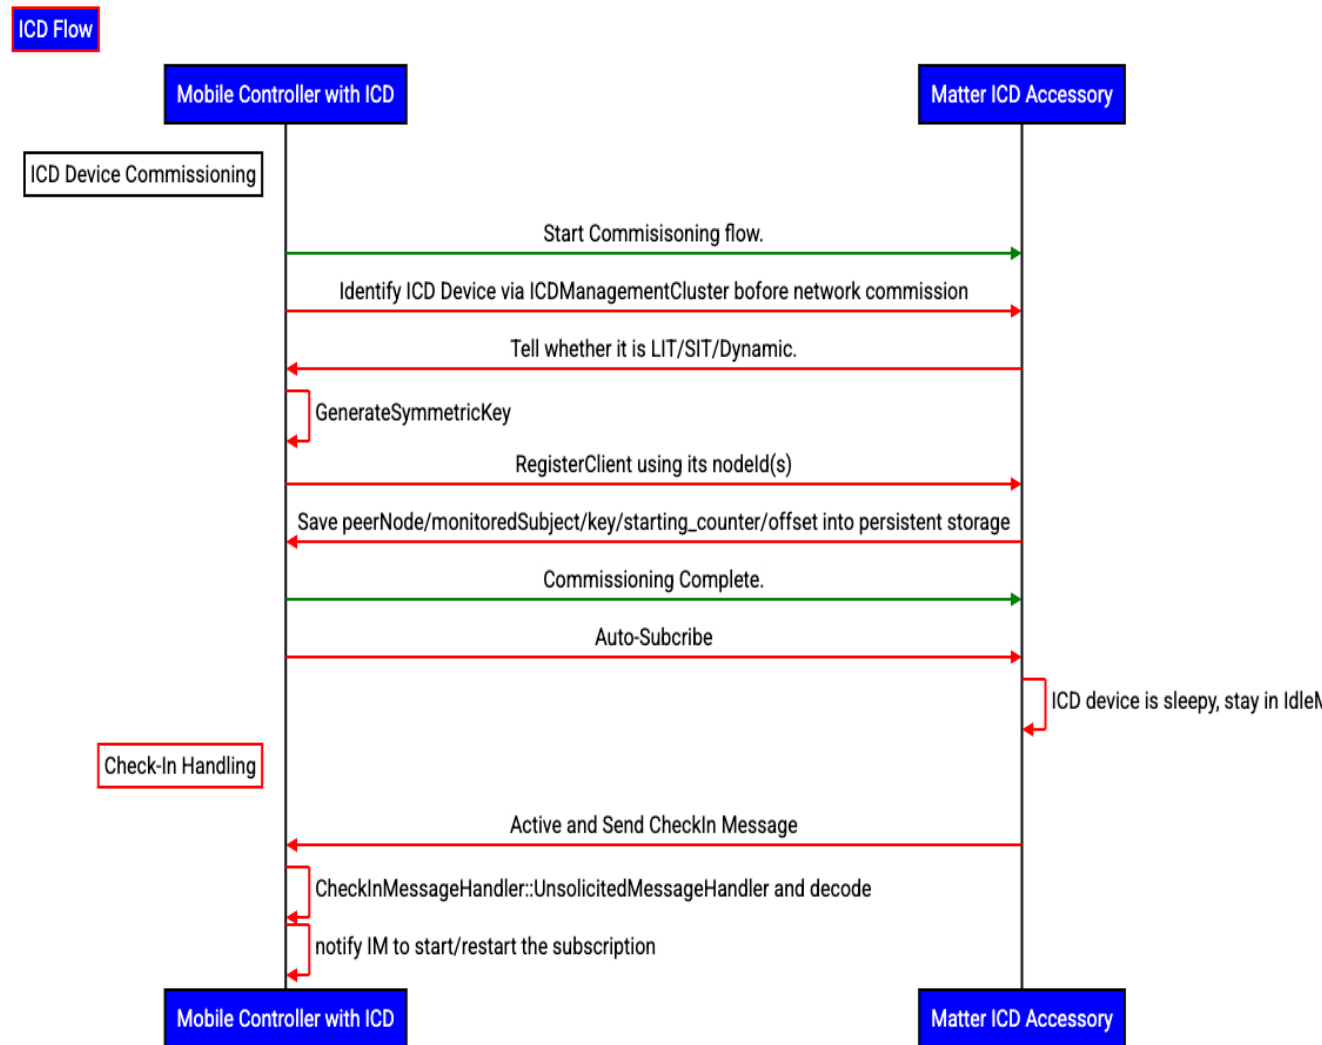 ICD Flow
Mobile Controller with ICD
Matter ICD Accessory
ICD Device Commissioning
Start Commisisoning flow.
Identify ICD Device via ICDManagementCluster bofore network commission
Tell whether it is LIT/SIT/Dynamic.
GenerateSymmetricKey
RegisterClient using its nodeId(s)
Save peerNode/monitoredSubject/key/starting_counter/offset into persistent storage
Commissioning Complete.
Auto-Subcribe
ICD device is sleepy, stay in IdleM
Check-In Handling
Active and Send CheckIn Message
CheckInMessageHandler::UnsolicitedMessageHandler and decode
notify IM to start/restart the subscription
Mobile Controller with ICD
Matter ICD Accessory